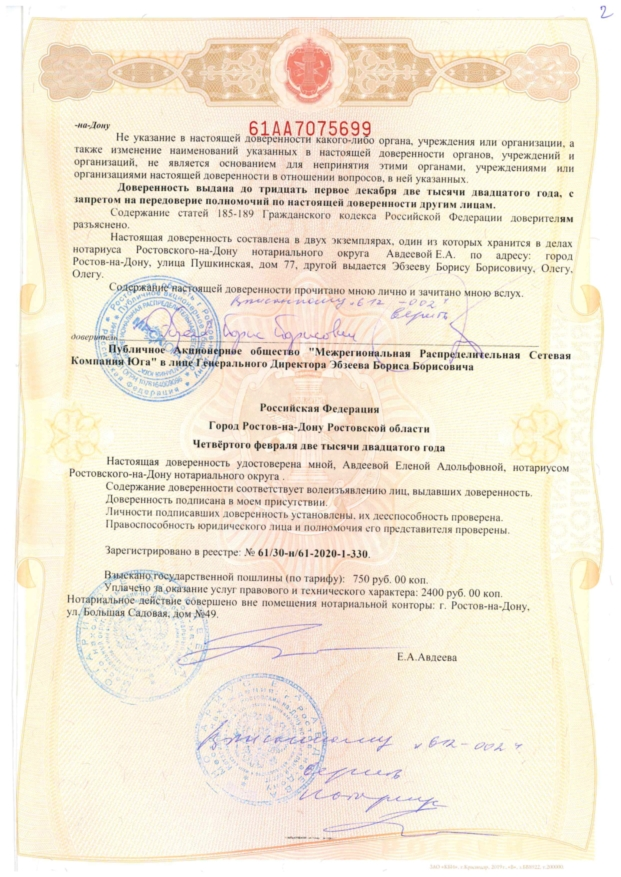 2
-на-Дону
61АА7075699
Не указание в настоящей доверенности какого-либо органа, учреждения или организации, а
также изменение наименований указанных в настоящей доверенности органов, учреждений и
организаций, не является основанием для непринятия этими органами, учреждениями или
организациями настоящей доверенности в отношении вопросов, в ней указанных.
Доверенность выдана до тридцать первое декабря две тысячи двадцатого года, с
запретом на передоверие полномочий по настоящей доверенности другим лицам.
Содержание статей 185-189 Гражданского кодекса Российской Федерации доверителям
разъяснено.
Настоящая доверенность составлена в двух экземплярах, один из которых хранится в делах
нотариуса Ростовского-на-Дону нотариального округа Авдеевой Е.А. по адресу: город
Ростов-на-Дону, улица Пушкинская, дом 77, другой выдается Эбзееву Борису Борисовичу, Олегу,
Олегу.
Содержание настоящей доверенности прочитано мною лично и зачитано мною вслух.
"612-002"
верить
Борис Борисович
доверитель
Публичное Акционерное общество "Межрегиональная Распределительная Сетевая
Компания Юга" в лице Генерального Директора Эбзеева Бориса Борисовича
Российская Федерация
Город Ростов-на-Дону Ростовской области
Четвёртого февраля две тысячи двадцатого года
Настоящая доверенность удостоверена мной, Авдеевой Еленой Адольфовной, нотариусом
Ростовского-на-Дону нотариального округа .
Содержание доверенности соответствует волеизъявлению лиц, выдавших доверенность.
Доверенность подписана в моем присутствии.
Личности подписавших доверенность установлены, их дееспособность проверена.
Правоспособность юридического лица и полномочия его представителя проверены.
Зарегистрировано в реестре: № 61/30-н/61-2020-1-330.
Взыскано государственной пошлины (по тарифу): 750 руб. 00 коп.
Уплачено за оказание услуг правового и технического характера: 2400 руб. 00 коп.
Нотариальное действие совершено вне помещения нотариальной конторы: г. Ростов-на-Дону,
ул. Большая Садовая, дом №49.
Е.А.Авдеева
Вписанному "612-002"
верить
Нотариус